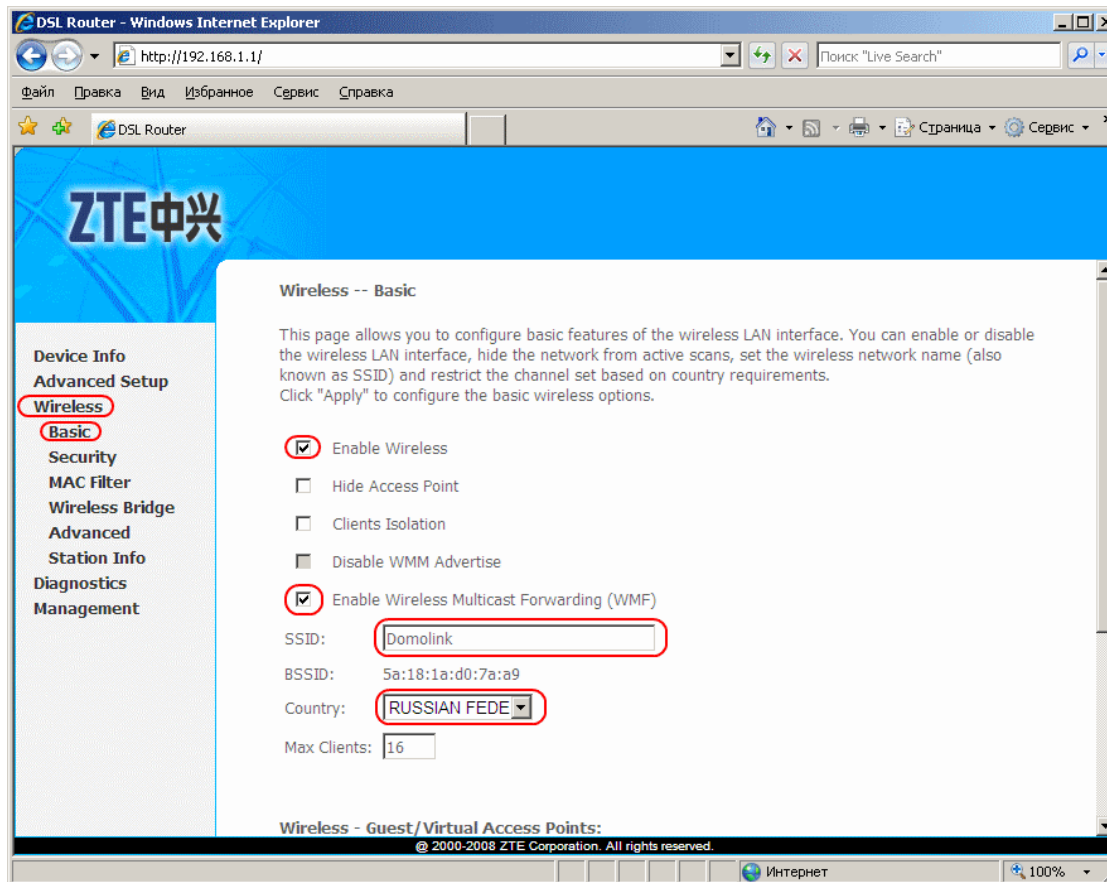 DSL Router - Windows Internet Explorer
http://192.168.1.1/
Поиск "Live Search"
Файл Правка Вид Избранное Сервис Справка
DSL Router
Страница Сервис
ZTE中兴
Wireless -- Basic
This page allows you to configure basic features of the wireless LAN interface. You can enable or disable
the wireless LAN interface, hide the network from active scans, set the wireless network name (also
known as SSID) and restrict the channel set based on country requirements.
Click "Apply" to configure the basic wireless options.
Device Info
Advanced Setup
Wireless
Basic
Security
MAC Filter
Wireless Bridge
Advanced
Station Info
Diagnostics
Management
Enable Wireless
Hide Access Point
Clients Isolation
Disable WMM Advertise
Enable Wireless Multicast Forwarding (WMF)
SSID: Domolink
BSSID: 5a:18:1a:d0:7a:a9
Country: RUSSIAN FEDE
Max Clients: 16
Wireless - Guest/Virtual Access Points:
@ 2000-2008 ZTE Corporation. All rights reserved.
Интернет 100%